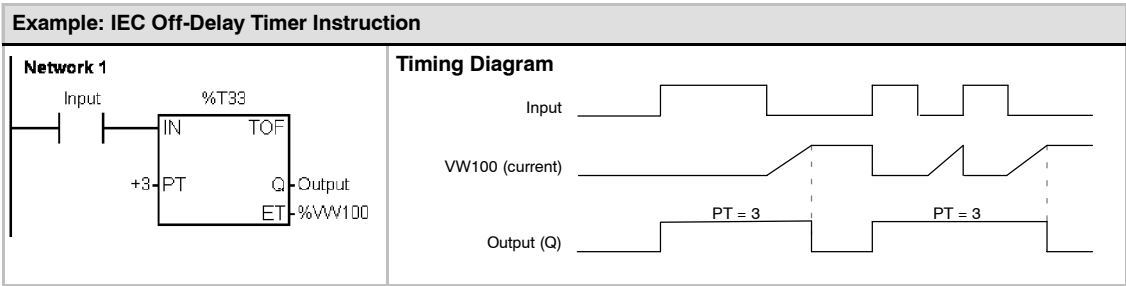 Example: IEC Off-Delay Timer Instruction
Network 1
Input
%T33
IN TOF
+3 PT Q Output
ET %VW100
Timing Diagram
Input
VW100 (current)
PT = 3 PT = 3
Output (Q)